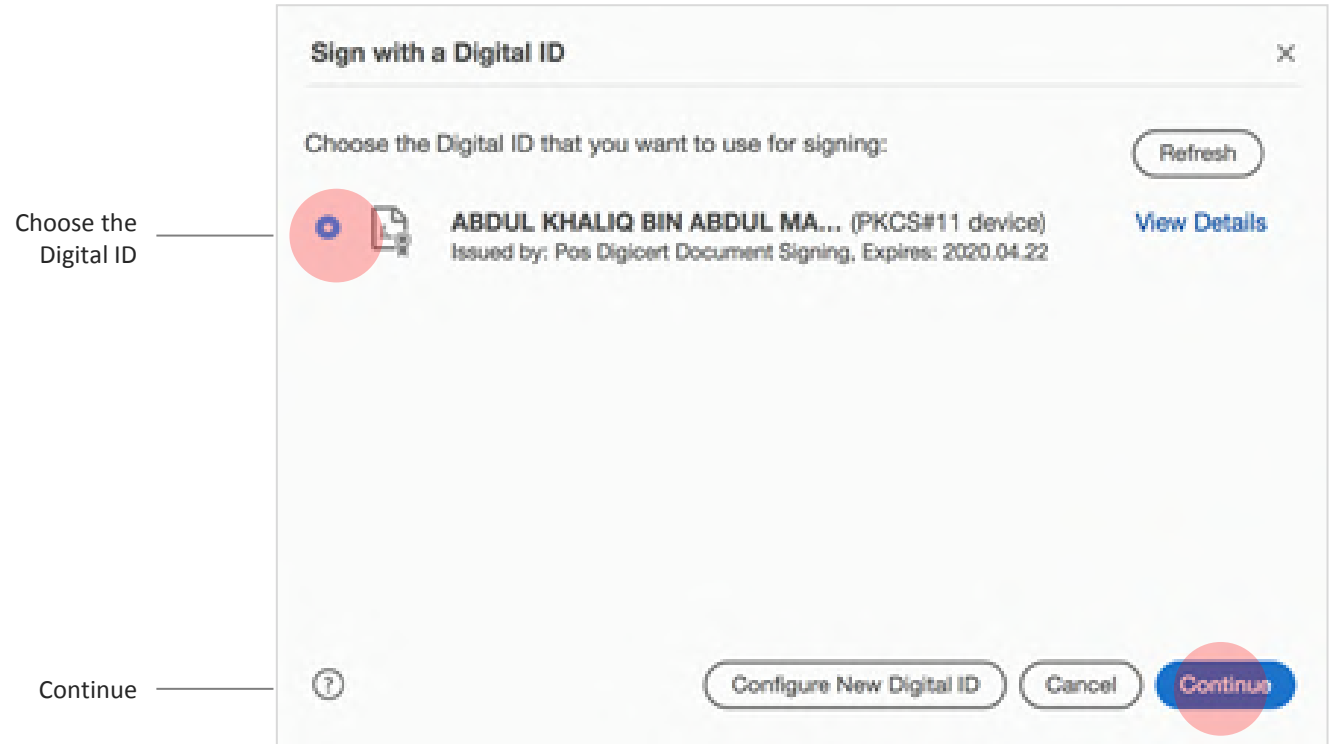 Sign with a Digital ID
Choose the Digital ID that you want to use for signing:
Refresh
Choose the
Digital ID
ABDUL KHALIQ BIN ABDUL MA... (PKCS#11 device)
View Details
Issued by: Pos Digicert Document Signing, Expires: 2020.04.22
Continue
?
Configure New Digital ID
Cancel
Continue